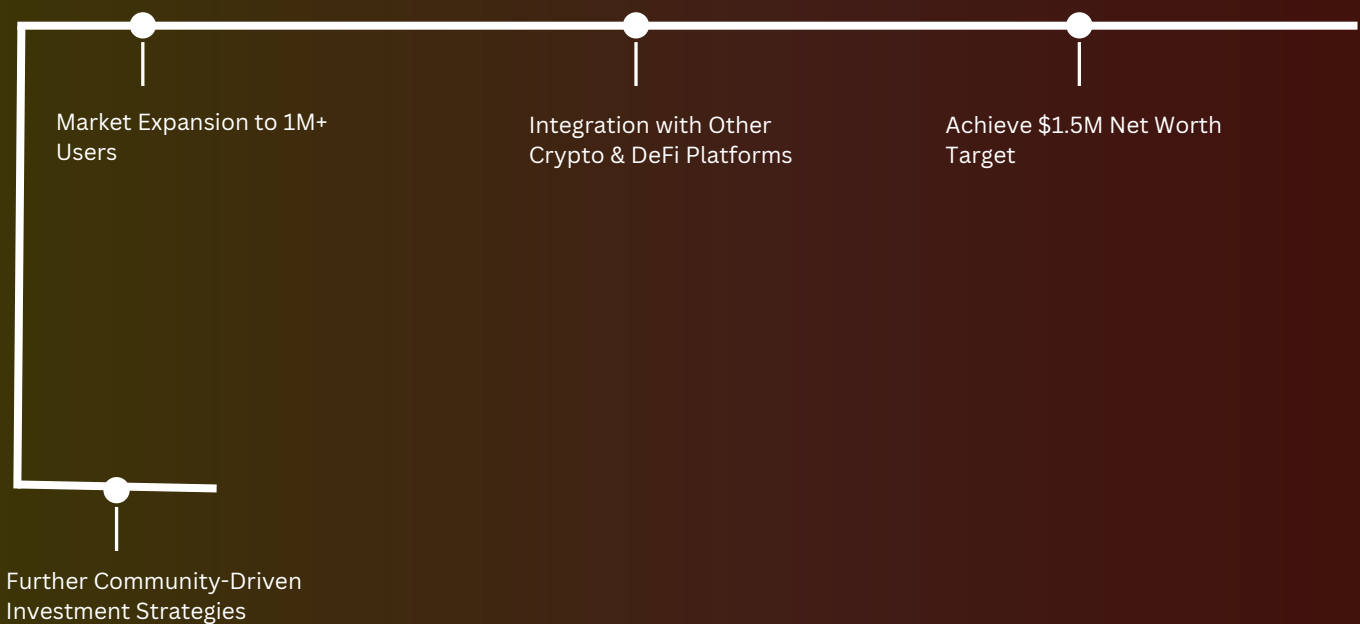 Market Expansion to 1M+
Users
Integration with Other
Crypto & DeFi Platforms
Achieve $1.5M Net Worth
Target
Further Community-Driven
Investment Strategies